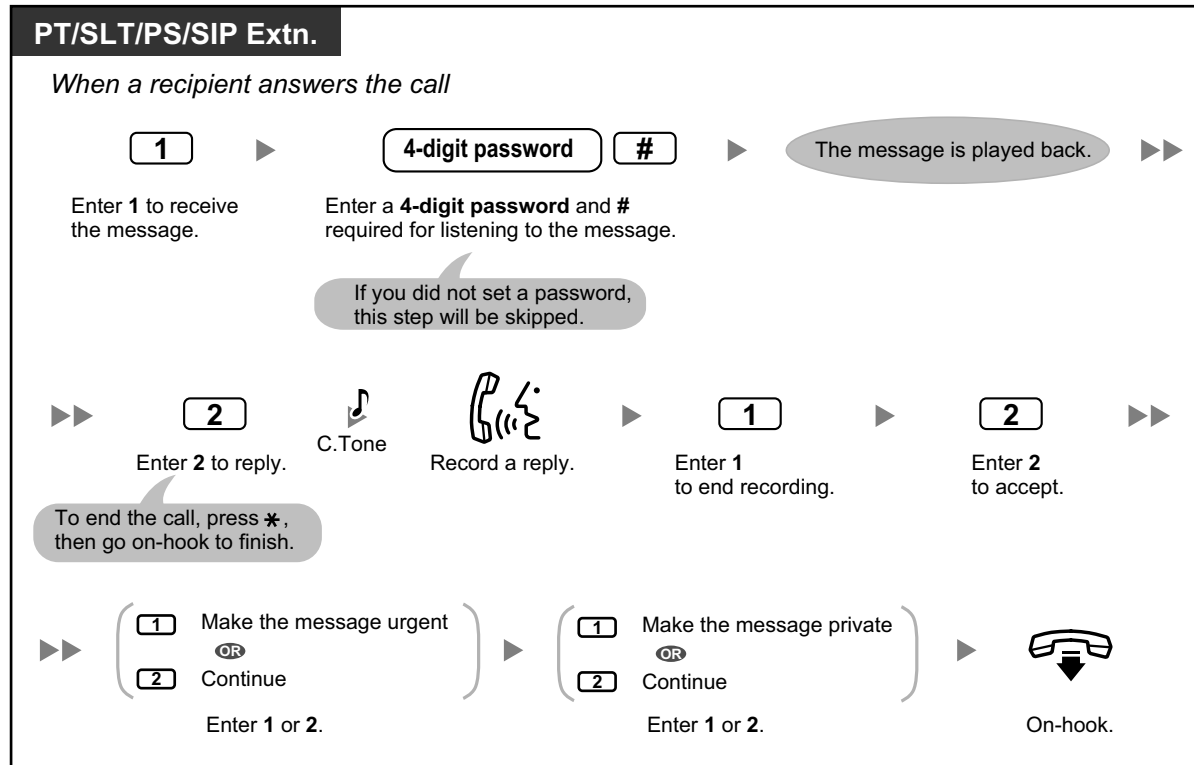 PT/SLT/PS/SIP Extn.
When a recipient answers the call
1
4-digit password #
The message is played back.
Enter 1 to receive
the message.
Enter a 4-digit password and #
required for listening to the message.
If you did not set a password,
this step will be skipped.
2
C.Tone
1
2
Enter 2 to reply.
Record a reply.
Enter 1
to end recording.
Enter 2
to accept.
To end the call, press *,
then go on-hook to finish.
1 Make the message urgent
OR
2 Continue
Enter 1 or 2.
1 Make the message private
OR
2 Continue
Enter 1 or 2.
On-hook.